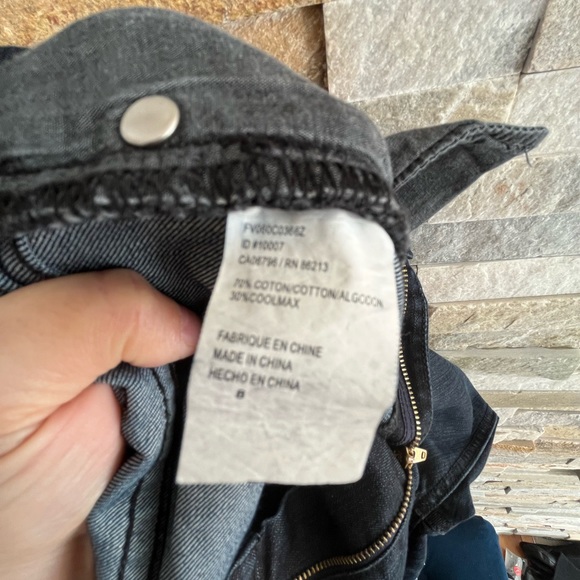 FV060C0366Z
ID #10007
CA06796 / RN 86213
70% COTON/COTTON/ALGODON
30%COOLMAX
FABRIQUE EN CHINE
MADE IN CHINA
HECHO EN CHINA